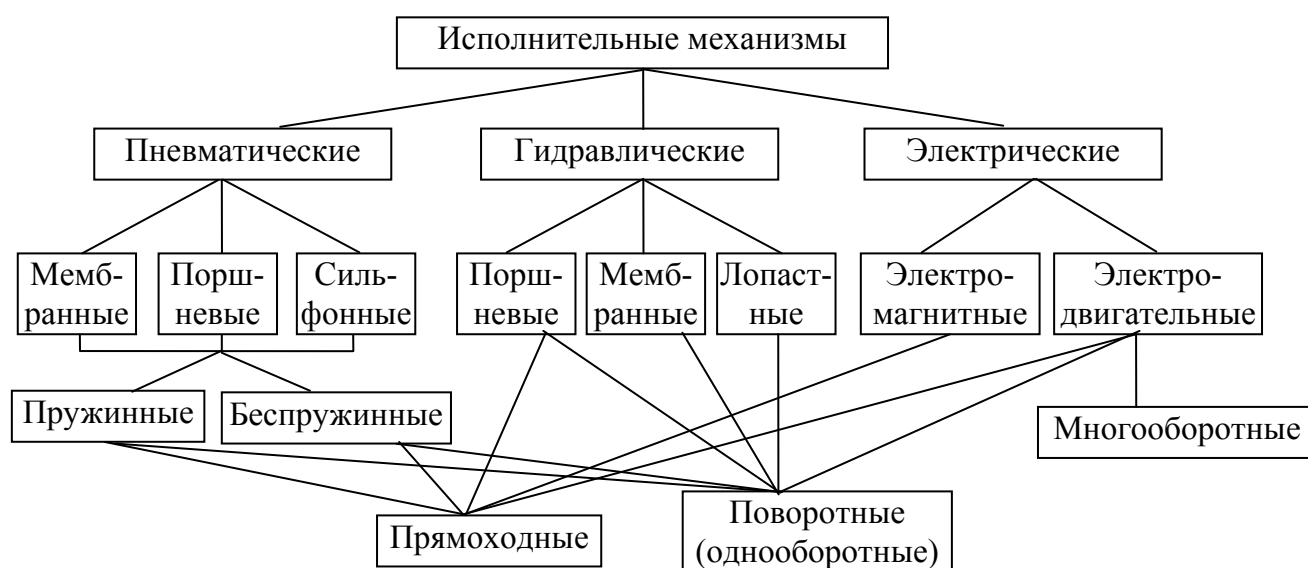 Исполнительные механизмы
Пневматические
Гидравлические
Электрические
Мемб-
ранные
Порш-
невые
Силь-
фонные
Порш-
невые
Мемб-
ранные
Лопаст-
ные
Электро-
магнитные
Электро-
двигательные
Пружинные
Беспружинные
Многооборотные
Прямоходные
Поворотные
(однооборотные)